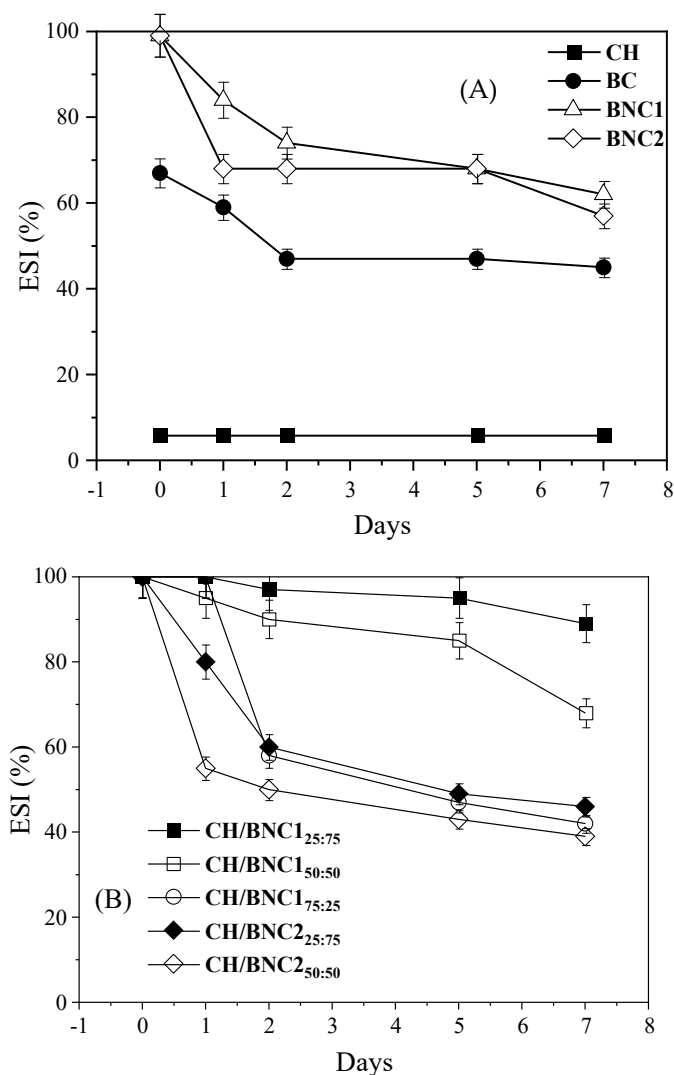 100
80
60
40
20
0
ESI (%)
(A)
CH
BC
BNC1
BNC2
-1 0 1 2 3 4 5 6 7 8
Days
100
80
60
40
20
0
ESI (%)
(B)
CH/BNC1₂₅:₇₅
CH/BNC1₅₀:₅₀
CH/BNC1₇₅:₂₅
CH/BNC2₂₅:₇₅
CH/BNC2₅₀:₅₀
-1 0 1 2 3 4 5 6 7 8
Days